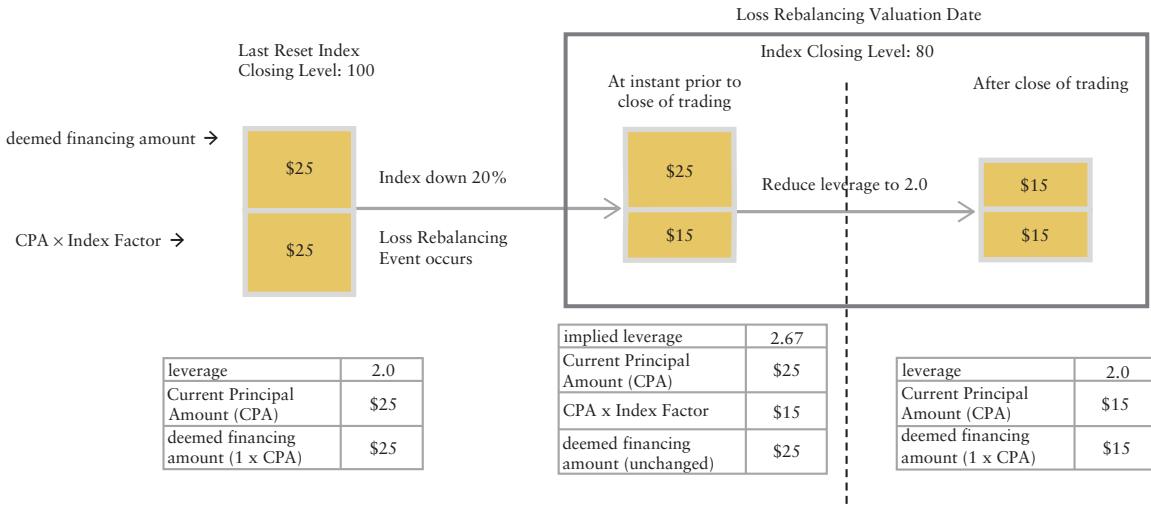 Loss Rebalancing Valuation Date
Last Reset Index
Closing Level: 100
Index Closing Level: 80
At instant prior to
close of trading
After close of trading
deemed financing amount →
$25
Index down 20%
$25
Reduce leverage to 2.0
$15
CPA × Index Factor →
$25
Loss Rebalancing
Event occurs
$15
$15
leverage 2.0
Current Principal
Amount (CPA) $25
deemed financing
amount (1 x CPA) $25
implied leverage 2.67
Current Principal
Amount (CPA) $25
CPA x Index Factor $15
deemed financing
amount (unchanged) $25
leverage 2.0
Current Principal
Amount (CPA) $15
deemed financing
amount (1 x CPA) $15